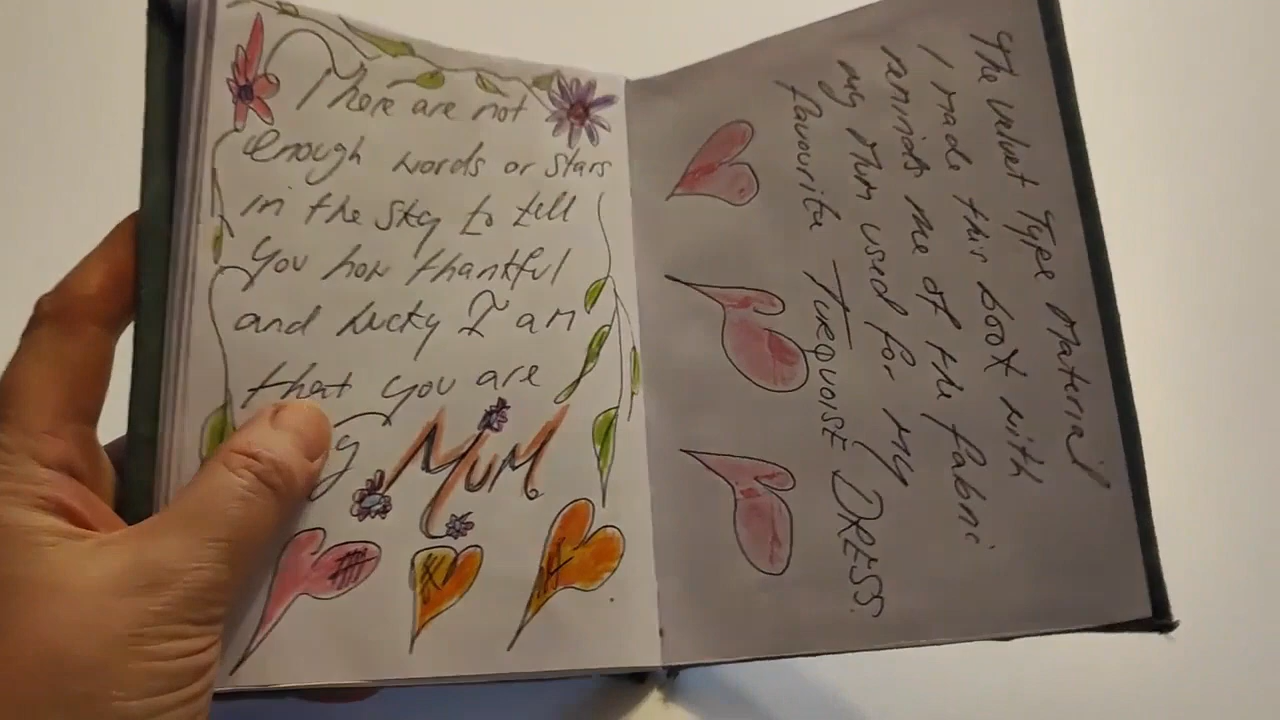 There are not
enough words or stars
in the sky to tell
you how thankful
and lucky I am
that you are
my MUM
The velvet Type Material
I made this book with
reminds me of the fabric
my Mum used for my
favourite TURQUOISE DRESS.